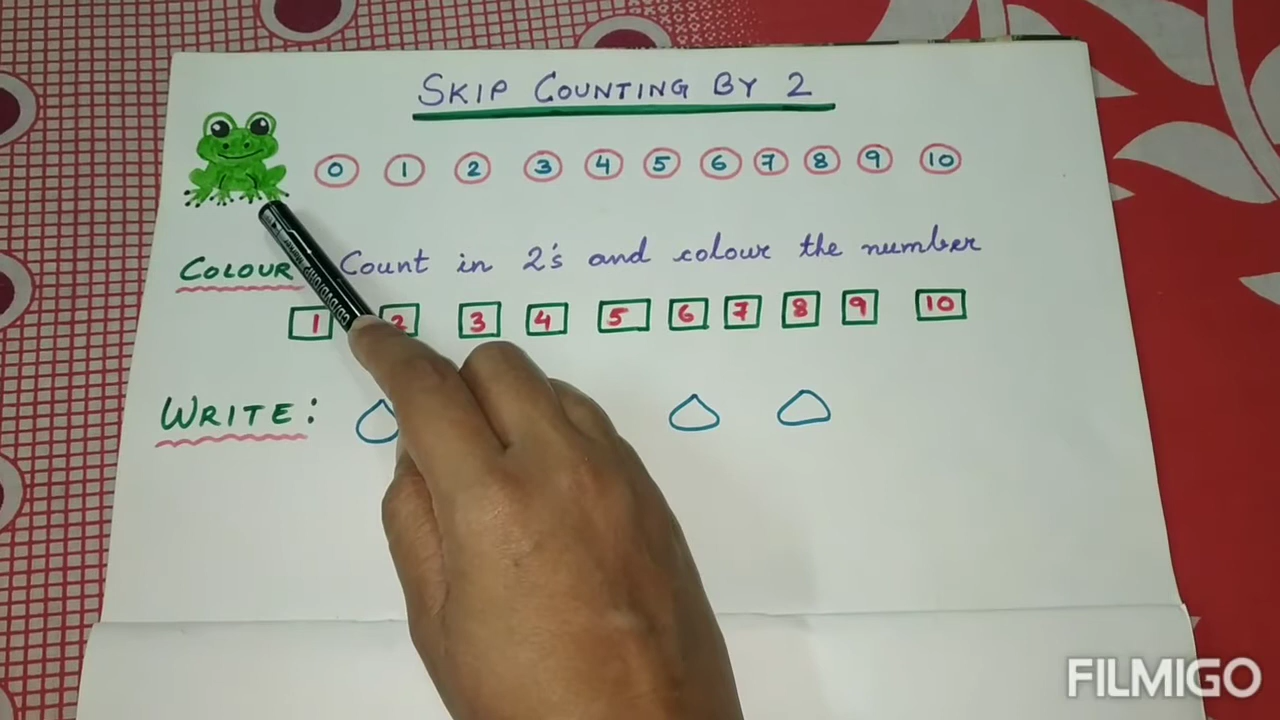 SKIP COUNTING BY 2
0 1 2 3 4 5 6 7 8 9 10
COLOUR Count in 2's and colour the number
1 2 3 4 5 6 7 8 9 10
WRITE:
FILMIGO